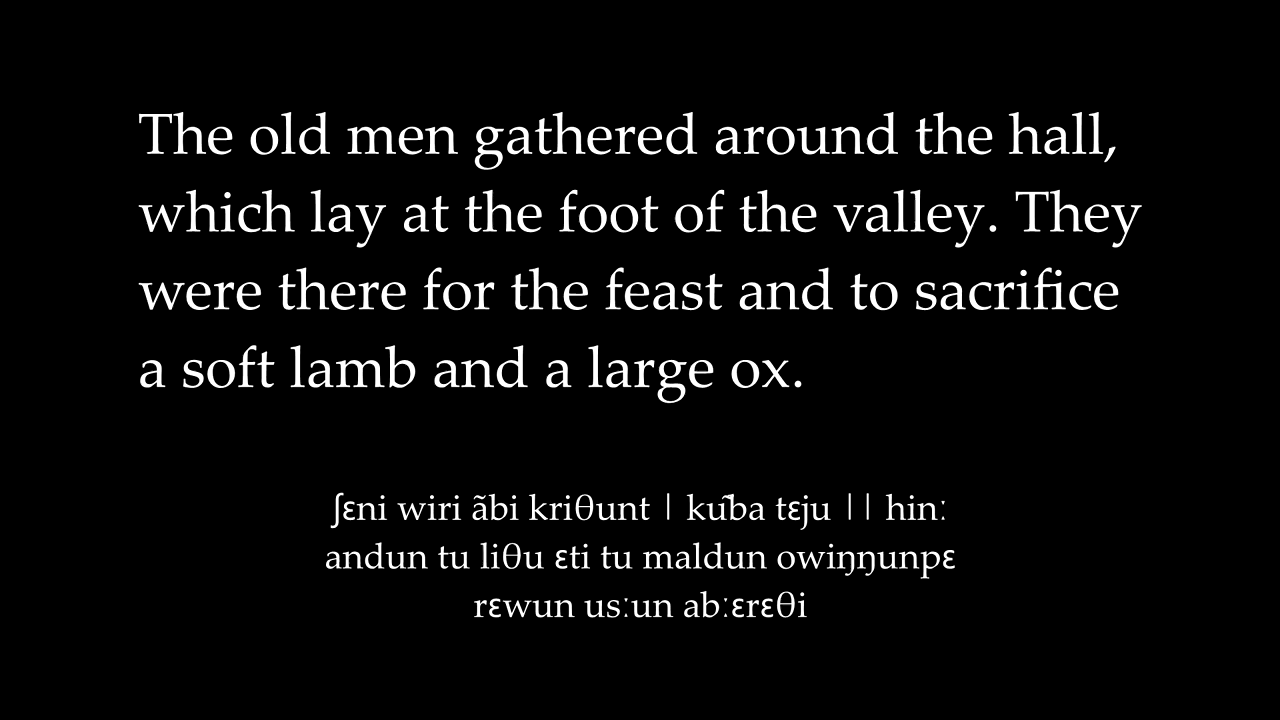 The old men gathered around the hall,
which lay at the foot of the valley. They
were there for the feast and to sacrifice
a soft lamb and a large ox.
ʃɛni wiri ãbi kriθunt | kũba tɛju || hinː
andun tu liθu ɛti tu maldun owiŋŋunpɛ
rɛwun usːun abːɛrɛθi